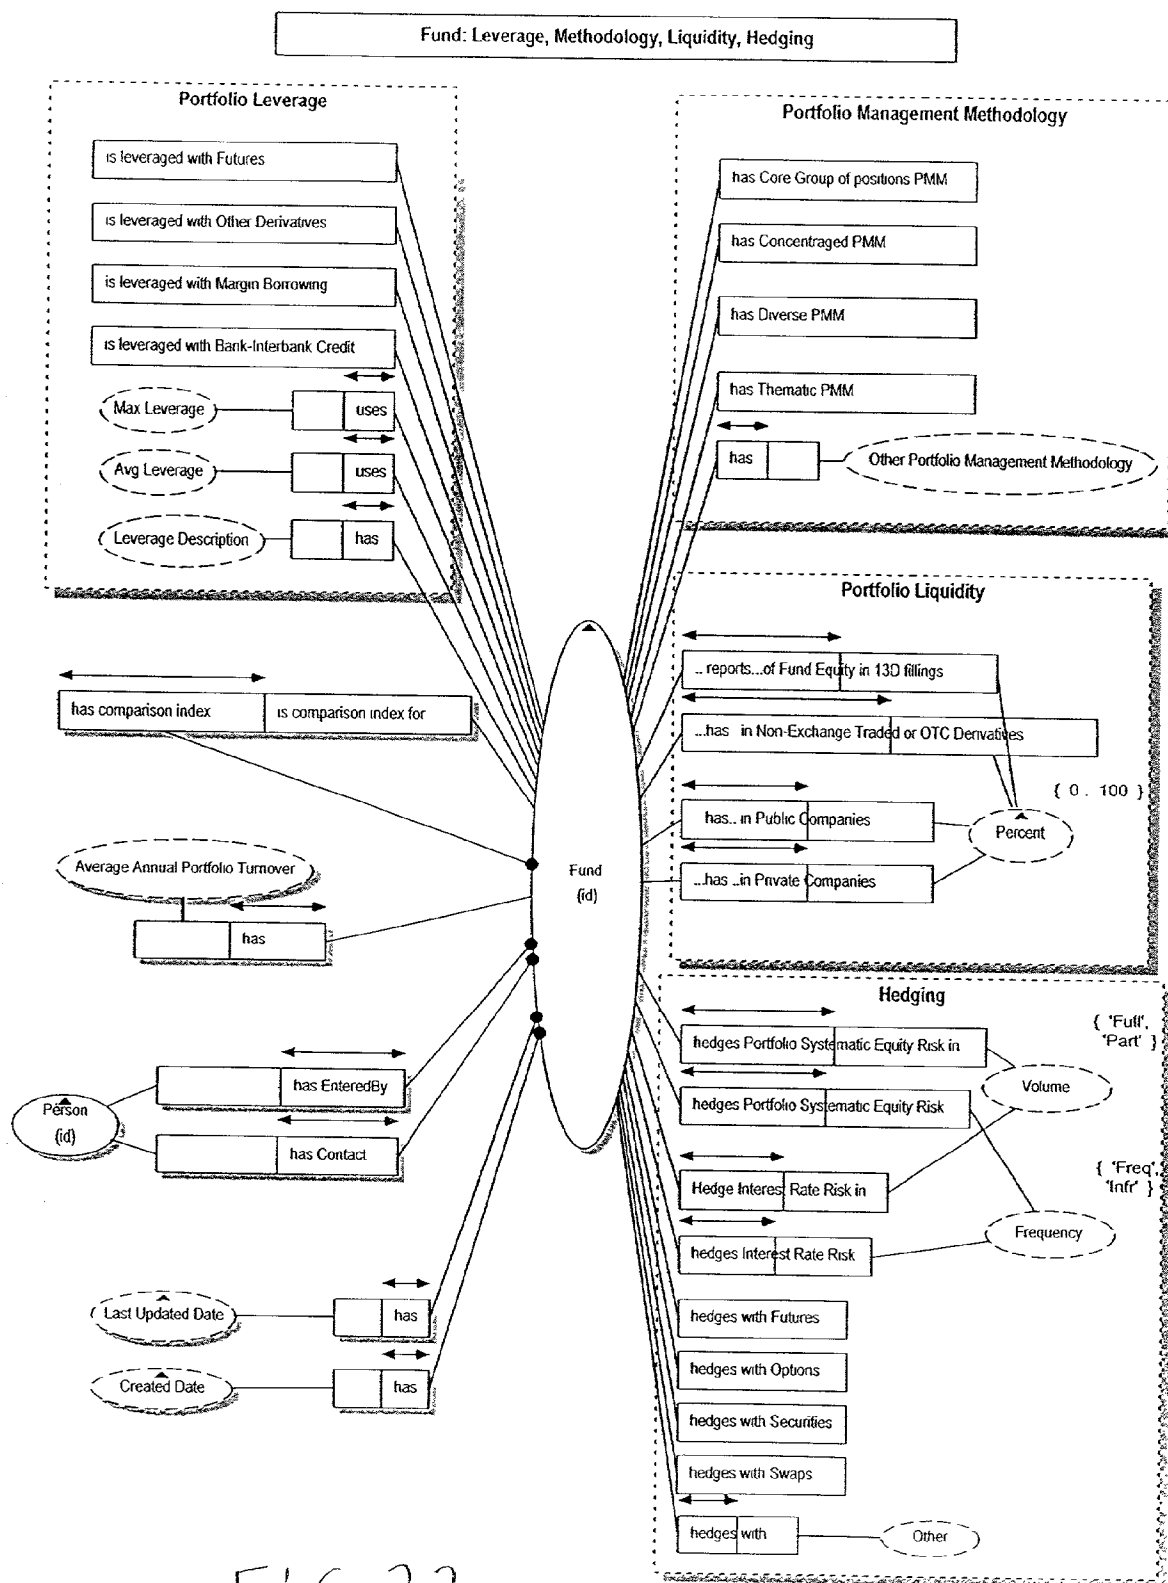 Fund: Leverage, Methodology, Liquidity, Hedging
Portfolio Leverage
is leveraged with Futures
is leveraged with Other Derivatives
is leveraged with Margin Borrowing
is leveraged with Bank-Interbank Credit
Max Leverage
uses
Avg Leverage
uses
Leverage Description
has
has comparison index
is comparison index for
Average Annual Portfolio Turnover
has
Person
(id)
has EnteredBy
has Contact
Last Updated Date
has
Created Date
has
Fund
(id)
Portfolio Management Methodology
has Core Group of positions PMM
has Concentraged PMM
has Diverse PMM
has Thematic PMM
has
Other Portfolio Management Methodology
Portfolio Liquidity
.. reports...of Fund Equity in 13D fillings
...has in Non-Exchange Traded or OTC Derivatives
has.. in Public Companies
...has ..in Private Companies
{ 0 . 100 }
Percent
Hedging
hedges Portfolio Systematic Equity Risk in
{ 'Full',
'Part' }
Volume
hedges Portfolio Systematic Equity Risk
Hedge Interest Rate Risk in
{ 'Freq',
'Infr' }
Frequency
hedges Interest Rate Risk
hedges with Futures
hedges with Options
hedges with Securities
hedges with Swaps
hedges with
Other